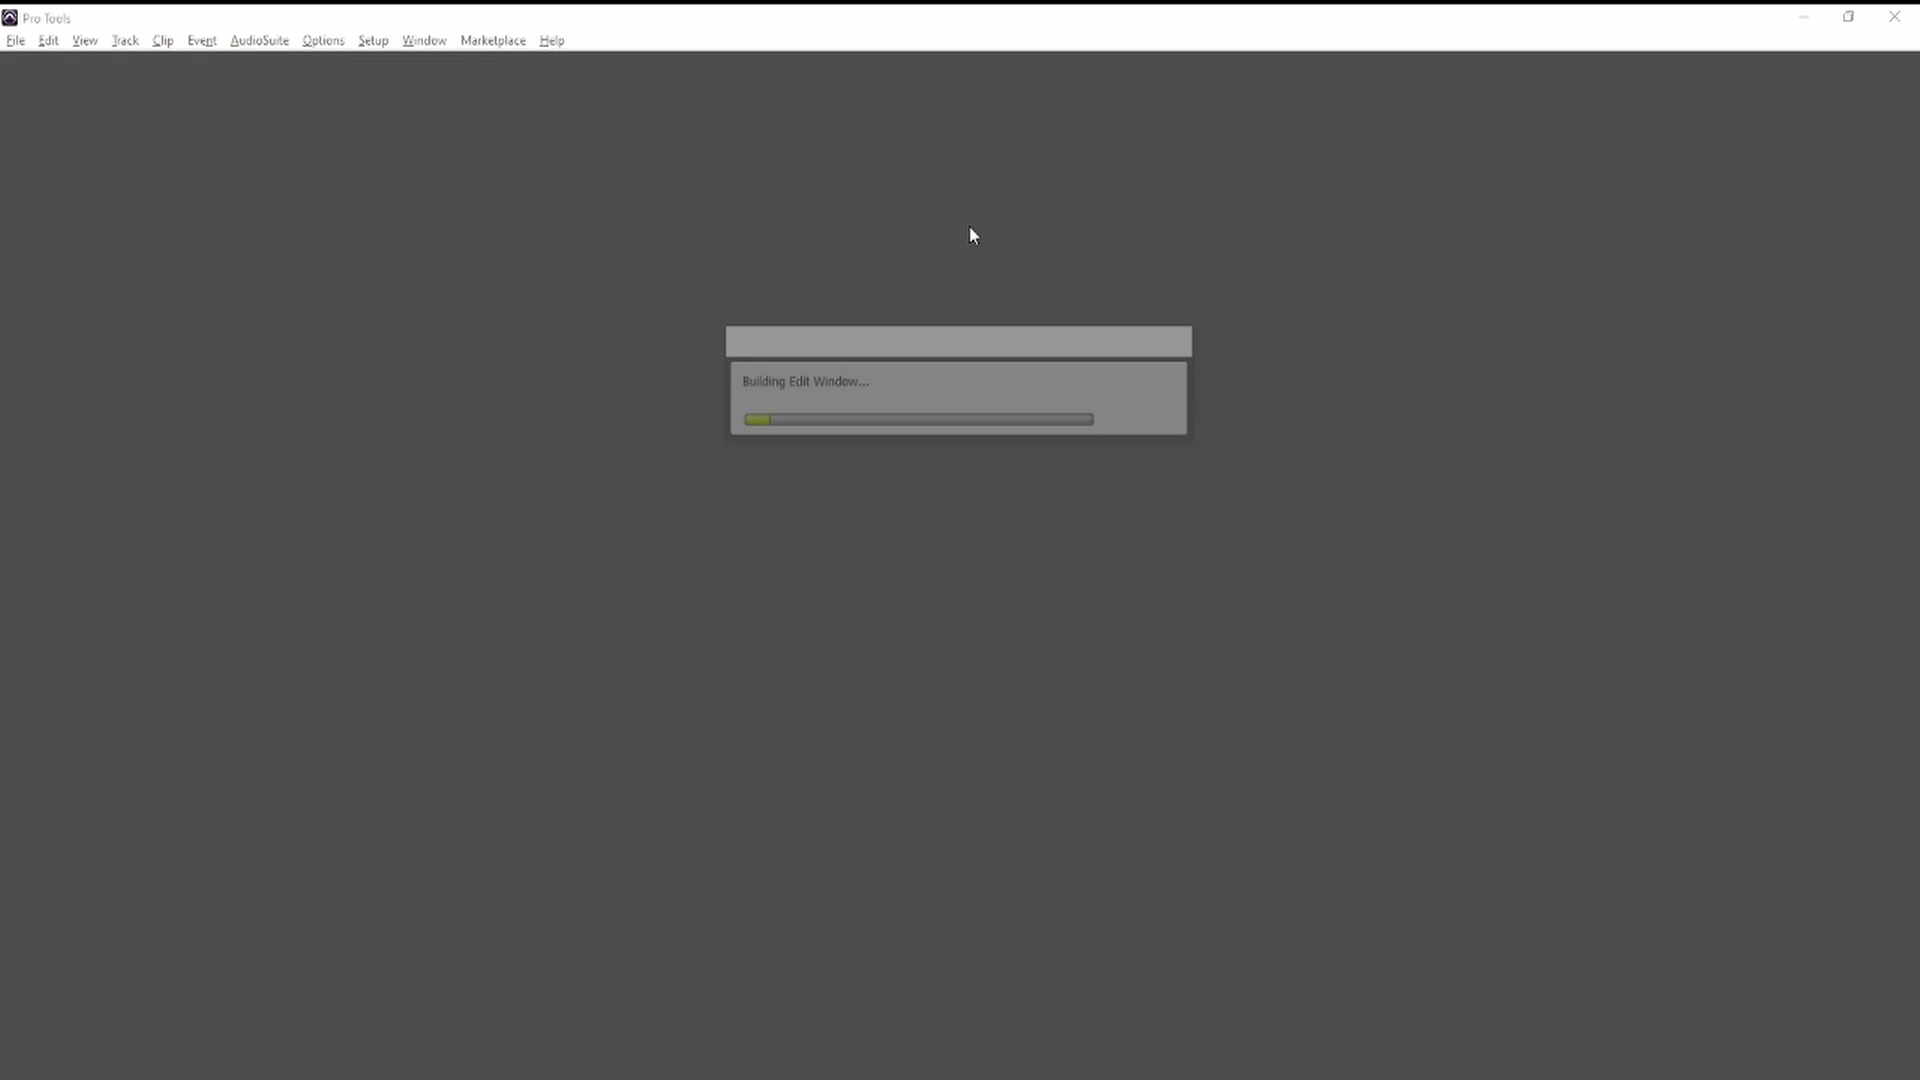 Pro Tools
File Edit View Track Clip Event AudioSuite Options Setup Window Marketplace Help
Building Edit Window...